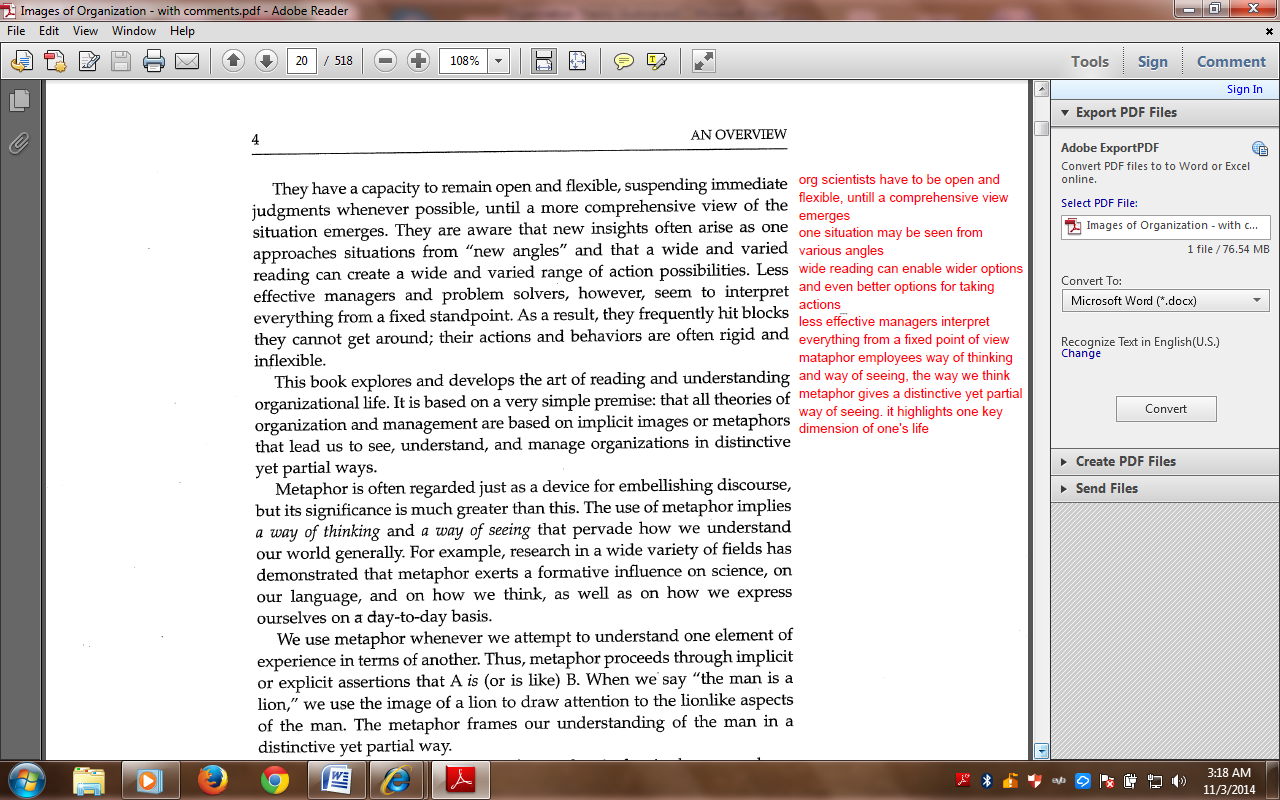 Images of Organization - with comments.pdf - Adobe Reader
File Edit View Window Help
20 / 518 108% Tools Sign Comment
Sign In
Export PDF Files
Adobe ExportPDF
Convert PDF files to to Word or Excel
online.
Select PDF File:
Images of Organization - with c...
1 file / 76.54 MB
Convert To:
Microsoft Word (*.docx)
Recognize Text in English(U.S.)
Change
Convert
Create PDF Files
Send Files
4 AN OVERVIEW
They have a capacity to remain open and flexible, suspending immediate
judgments whenever possible, until a more comprehensive view of the
situation emerges. They are aware that new insights often arise as one
approaches situations from “new angles” and that a wide and varied
reading can create a wide and varied range of action possibilities. Less
effective managers and problem solvers, however, seem to interpret
everything from a fixed standpoint. As a result, they frequently hit blocks
they cannot get around; their actions and behaviors are often rigid and
inflexible.
This book explores and develops the art of reading and understanding
organizational life. It is based on a very simple premise: that all theories of
organization and management are based on implicit images or metaphors
that lead us to see, understand, and manage organizations in distinctive
yet partial ways.
Metaphor is often regarded just as a device for embellishing discourse,
but its significance is much greater than this. The use of metaphor implies
a way of thinking and a way of seeing that pervade how we understand
our world generally. For example, research in a wide variety of fields has
demonstrated that metaphor exerts a formative influence on science, on
our language, and on how we think, as well as on how we express
ourselves on a day-to-day basis.
We use metaphor whenever we attempt to understand one element of
experience in terms of another. Thus, metaphor proceeds through implicit
or explicit assertions that A is (or is like) B. When we say “the man is a
lion,” we use the image of a lion to draw attention to the lionlike aspects
of the man. The metaphor frames our understanding of the man in a
distinctive yet partial way.
org scientists have to be open and
flexible, untill a comprehensive view
emerges
one situation may be seen from
various angles
wide reading can enable wider options
and even better options for taking
actions
less effective managers interpret
everything from a fixed point of view
mataphor employees way of thinking
and way of seeing, the way we think
metaphor gives a distinctive yet partial
way of seeing. it highlights one key
dimension of one's life
3:18 AM
11/3/2014